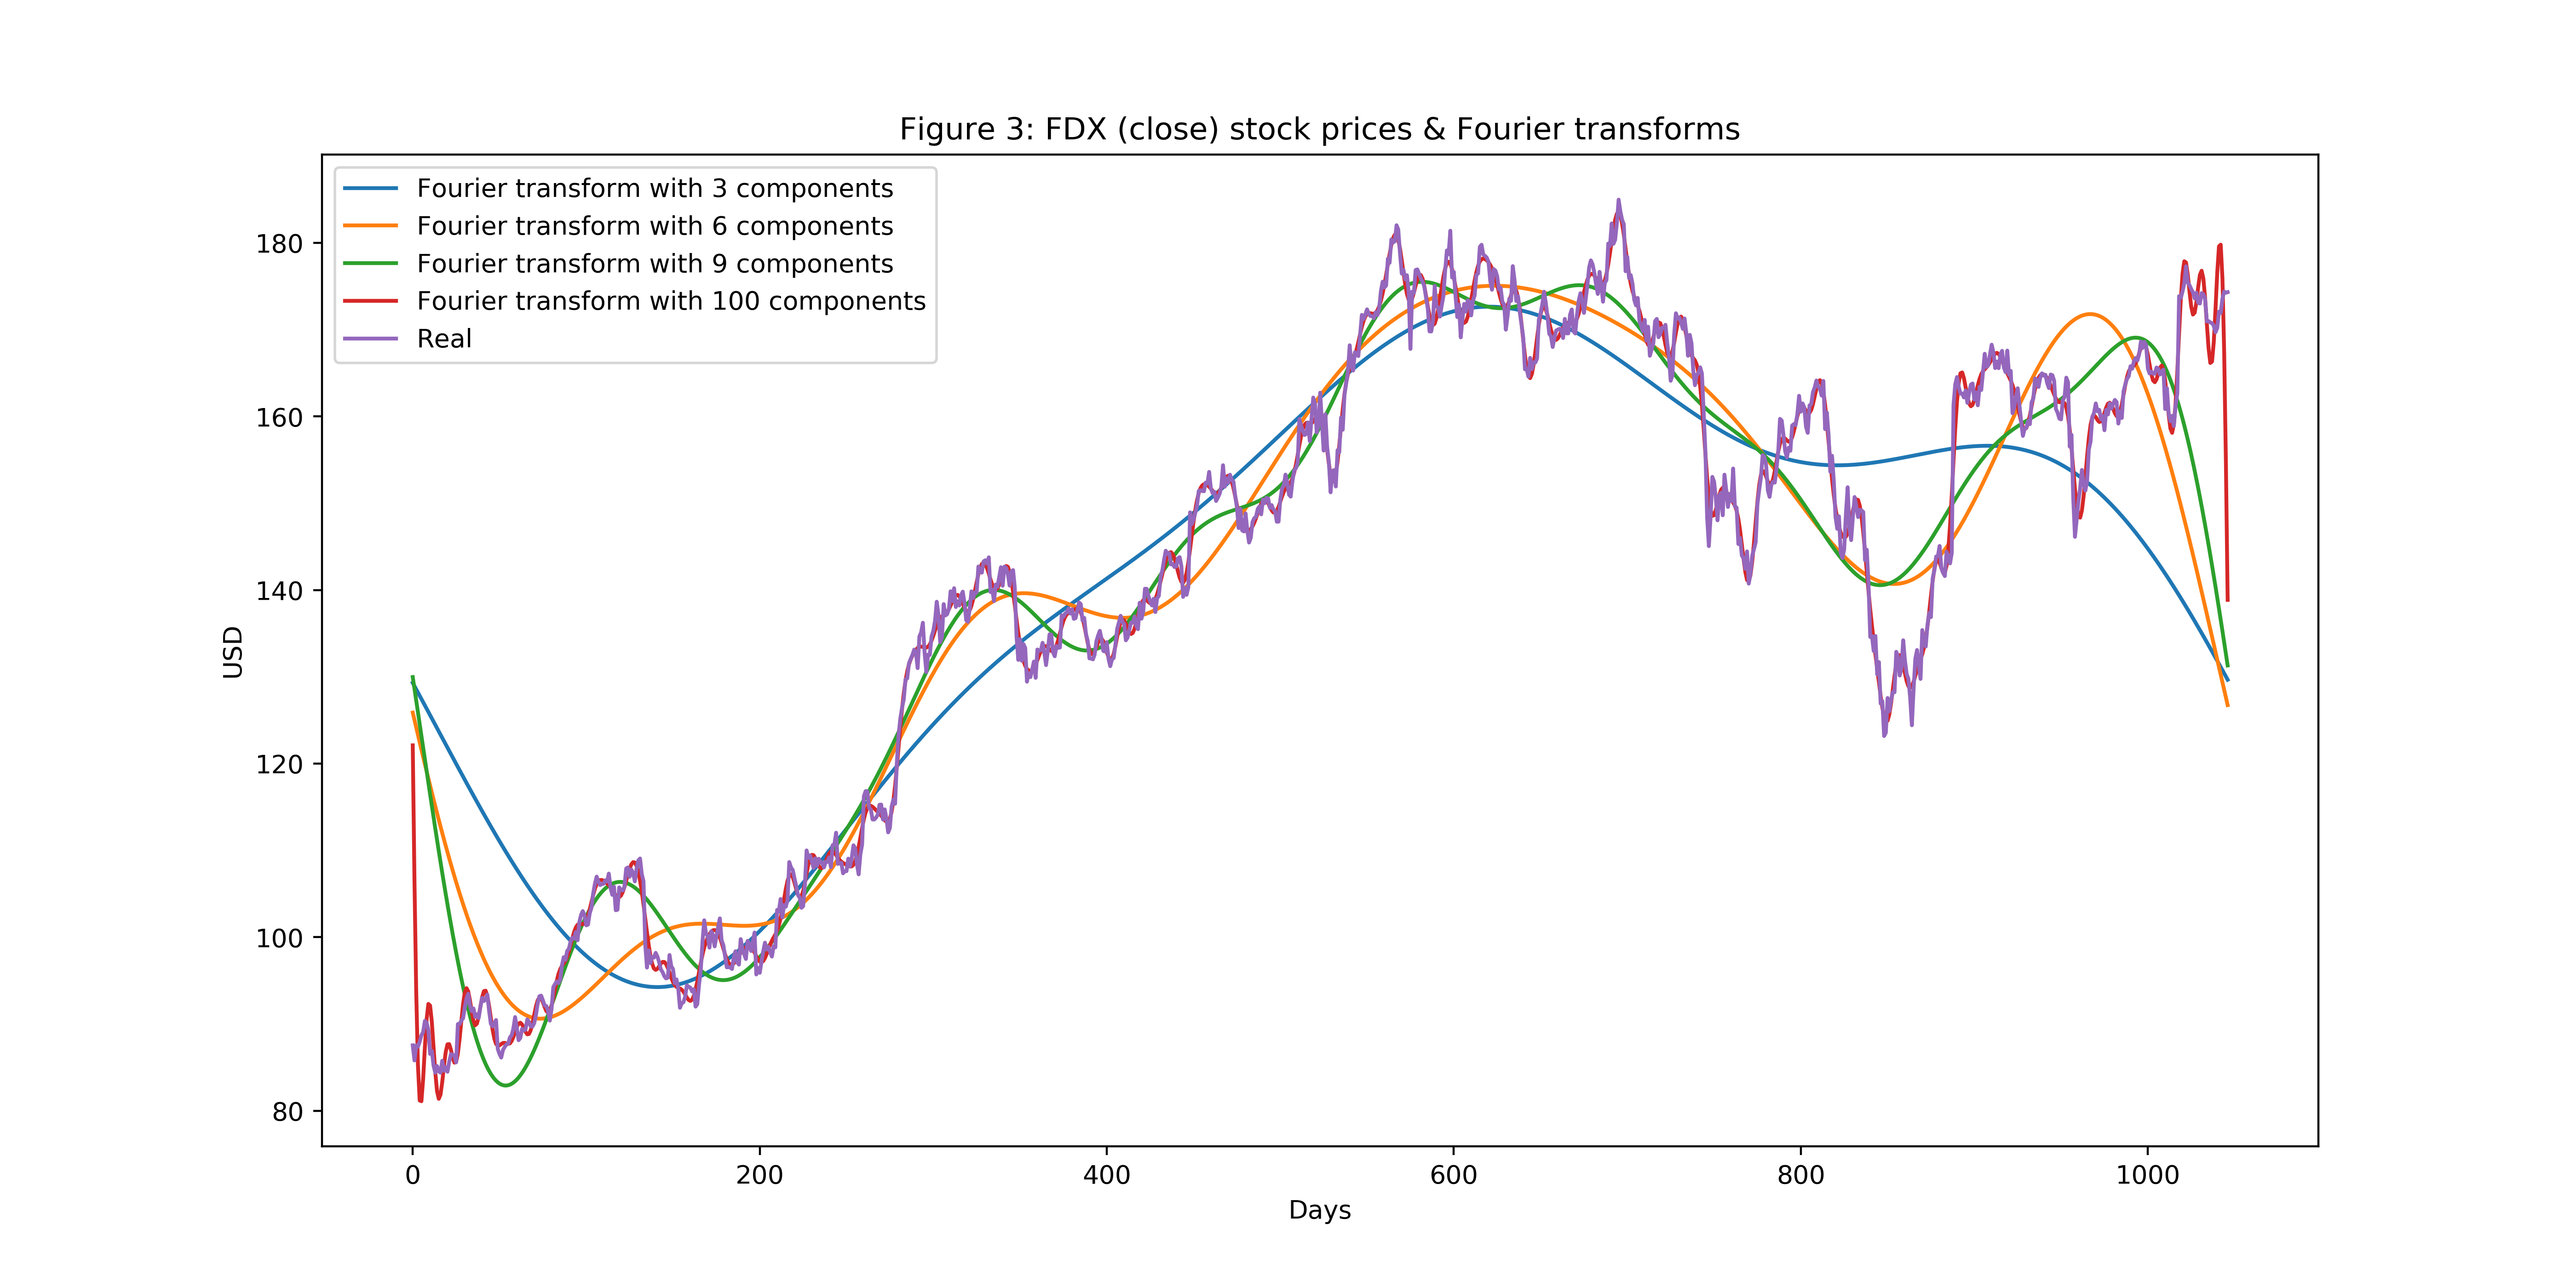 Figure 3: FDX (close) stock prices & Fourier transforms
Fourier transform with 3 components
Fourier transform with 6 components
Fourier transform with 9 components
Fourier transform with 100 components
Real
180
160
140
120
100
80
USD
0 200 400 600 800 1000
Days